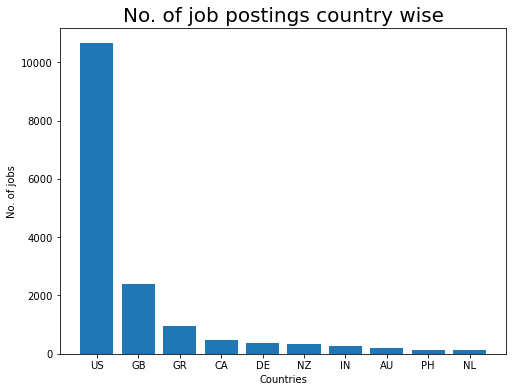 No. of job postings country wise
10000
8000
6000
4000
2000
0
No. of jobs
US GB GR CA DE NZ IN AU PH NL
Countries